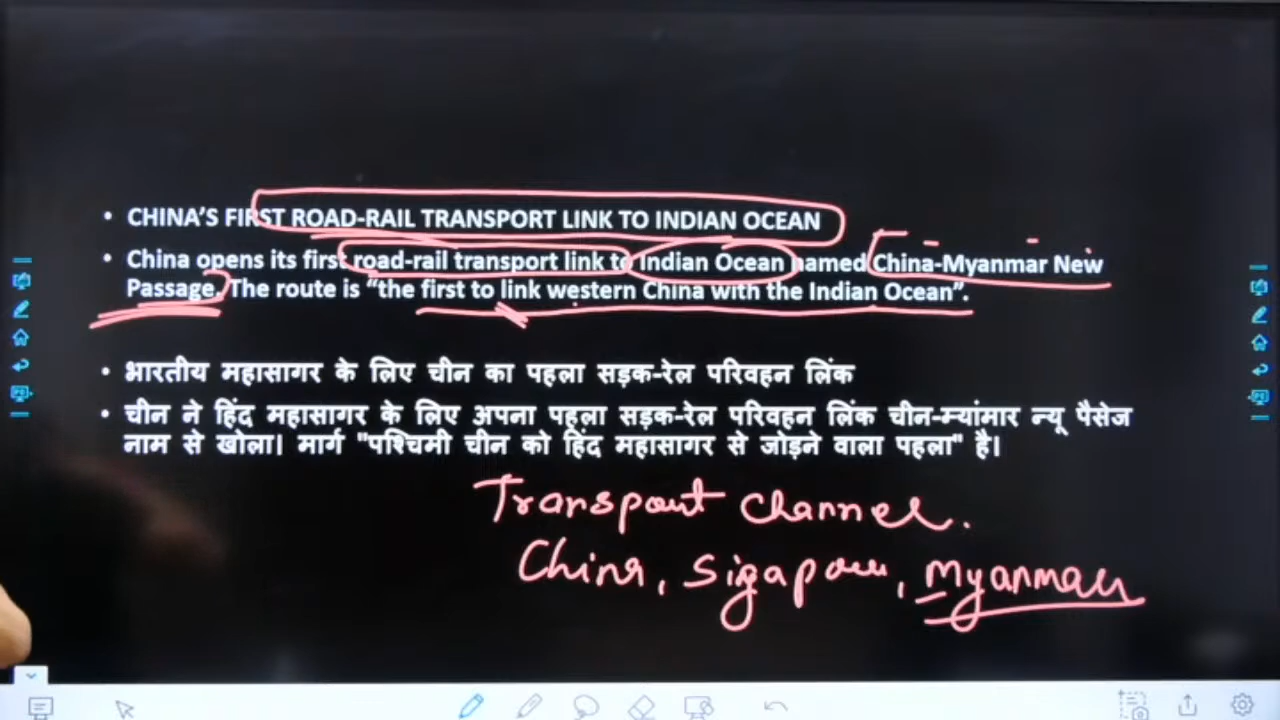 • CHINA'S FIRST ROAD-RAIL TRANSPORT LINK TO INDIAN OCEAN
• China opens its first road-rail transport link to Indian Ocean named China-Myanmar New
Passage. The route is “the first to link western China with the Indian Ocean”.
• भारतीय महासागर के लिए चीन का पहला सड़क-रेल परिवहन लिंक
• चीन ने हिंद महासागर के लिए अपना पहला सड़क-रेल परिवहन लिंक चीन-म्यांमार न्यू पैसेज
नाम से खोला। मार्ग "पश्चिमी चीन को हिंद महासागर से जोड़ने वाला पहला" है।
Transport channel.
China, Sigapour, Myanmar